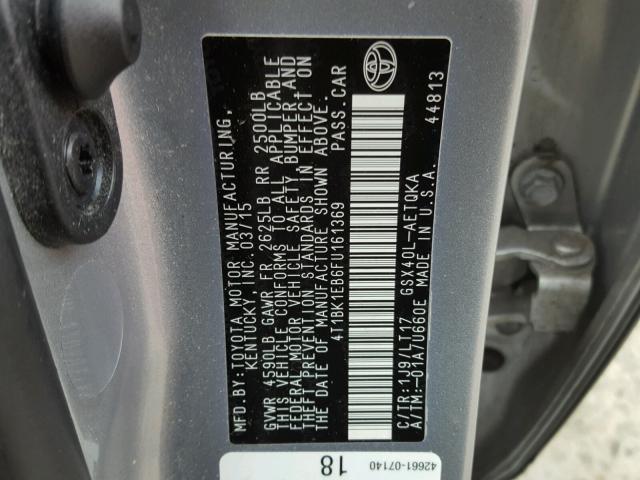 MFD.BY:TOYOTA MOTOR MANUFACTURING,
KENTUCKY, INC. 03/15
GVWR 4590LB GAWR FR 2625LB RR 2500LB
THIS VEHICLE CONFORMS TO ALL APPLICABLE
FEDERAL MOTOR VEHICLE SAFETY, BUMPER AND
THEFT PREVENTION STANDARDS IN EFFECT ON
THE DATE OF MANUFACTURE SHOWN ABOVE.
4T1BK1EB6FU161369 PASS.CAR
C/TR:1J9/LT17 GSX40L-AETQKA
A/TM:-01A7U660E MADE IN U.S.A. 44813
42661-07140
18